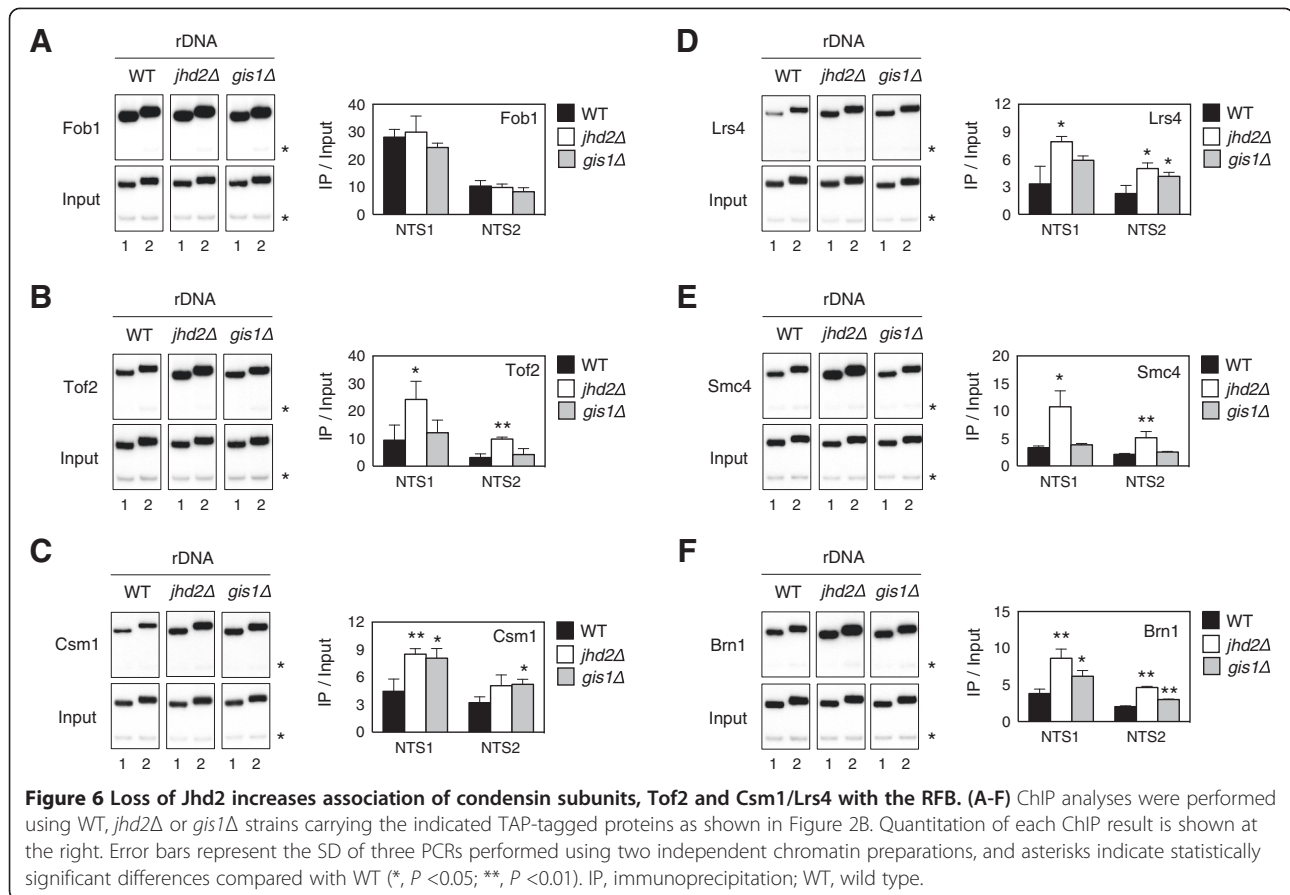 A
rDNA
WT jhd2Δ gis1Δ
Fob1
*
Input
*
1 2 1 2 1 2
IP / Input
40
30
20
10
0
Fob1
NTS1 NTS2
WT
jhd2Δ
gis1Δ
B
rDNA
WT jhd2Δ gis1Δ
Tof2
*
Input
*
1 2 1 2 1 2
IP / Input
40
30
20
10
0
Tof2
* **
NTS1 NTS2
WT
jhd2Δ
gis1Δ
C
rDNA
WT jhd2Δ gis1Δ
Csm1
*
Input
*
1 2 1 2 1 2
IP / Input
12
9
6
3
0
Csm1
** * *
NTS1 NTS2
WT
jhd2Δ
gis1Δ
D
rDNA
WT jhd2Δ gis1Δ
Lrs4
*
Input
*
1 2 1 2 1 2
IP / Input
12
9
6
3
0
Lrs4
* * *
NTS1 NTS2
WT
jhd2Δ
gis1Δ
E
rDNA
WT jhd2Δ gis1Δ
Smc4
*
Input
*
1 2 1 2 1 2
IP / Input
20
15
10
5
0
Smc4
* **
NTS1 NTS2
WT
jhd2Δ
gis1Δ
F
rDNA
WT jhd2Δ gis1Δ
Brn1
*
Input
*
1 2 1 2 1 2
IP / Input
15
10
5
0
Brn1
** * ** **
NTS1 NTS2
WT
jhd2Δ
gis1Δ
Figure 6 Loss of Jhd2 increases association of condensin subunits, Tof2 and Csm1/Lrs4 with the RFB. (A-F) ChIP analyses were performed
using WT, jhd2Δ or gis1Δ strains carrying the indicated TAP-tagged proteins as shown in Figure 2B. Quantitation of each ChIP result is shown at
the right. Error bars represent the SD of three PCRs performed using two independent chromatin preparations, and asterisks indicate statistically
significant differences compared with WT (*, P <0.05; **, P <0.01). IP, immunoprecipitation; WT, wild type.